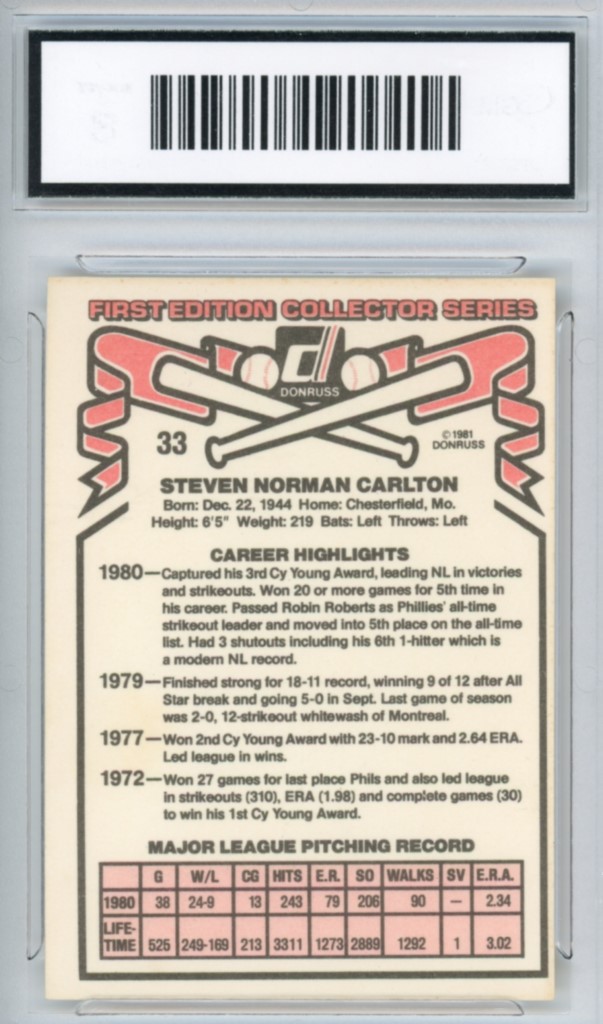 FIRST EDITION COLLECTOR SERIES
DONRUSS
33
©1981
DONRUSS
STEVEN NORMAN CARLTON
Born: Dec. 22, 1944 Home: Chesterfield, Mo.
Height: 6'5" Weight: 219 Bats: Left Throws: Left
CAREER HIGHLIGHTS
1980—Captured his 3rd Cy Young Award, leading NL in victories
and strikeouts. Won 20 or more games for 5th time in
his career. Passed Robin Roberts as Phillies' all-time
strikeout leader and moved into 5th place on the all-time
list. Had 3 shutouts including his 6th 1-hitter which is
a modern NL record.
1979—Finished strong for 18-11 record, winning 9 of 12 after All
Star break and going 5-0 in Sept. Last game of season
was 2-0, 12-strikeout whitewash of Montreal.
1977—Won 2nd Cy Young Award with 23-10 mark and 2.64 ERA.
Led league in wins.
1972—Won 27 games for last place Phils and also led league
in strikeouts (310), ERA (1.98) and complete games (30)
to win his 1st Cy Young Award.
MAJOR LEAGUE PITCHING RECORD
G W/L CG HITS E.R. SO WALKS SV E.R.A.
1980 38 24-9 13 243 79 206 90 — 2.34
LIFE-
TIME 525 249-169 213 3311 1273 2889 1292 1 3.02